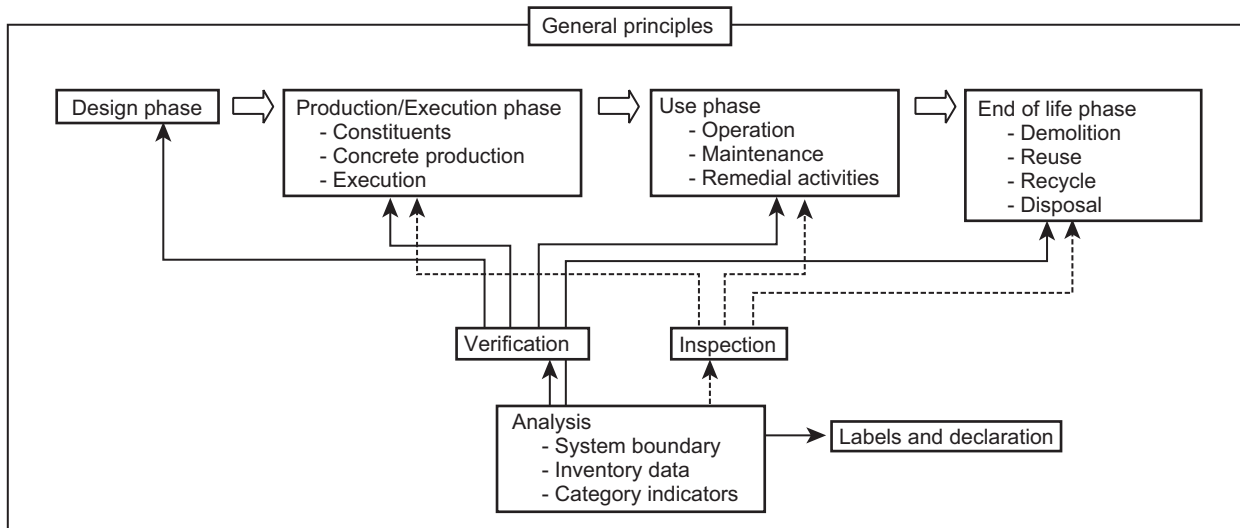 General principles
Design phase
Production/Execution phase
- Constituents
- Concrete production
- Execution
Use phase
- Operation
- Maintenance
- Remedial activities
End of life phase
- Demolition
- Reuse
- Recycle
- Disposal
Verification
Inspection
Analysis
- System boundary
- Inventory data
- Category indicators
Labels and declaration